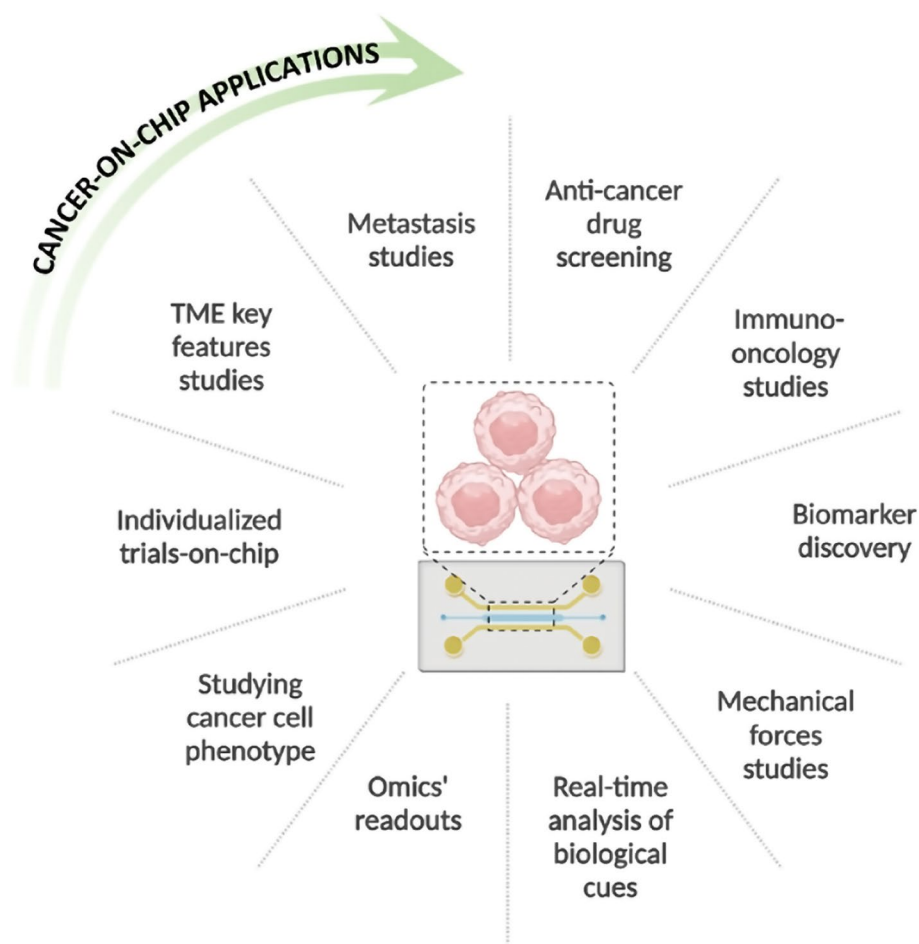 CANCER-ON-CHIP APPLICATIONS
Metastasis
studies
Anti-cancer
drug
screening
Immuno-
oncology
studies
Biomarker
discovery
Mechanical
forces
studies
Real-time
analysis of
biological
cues
Omics'
readouts
Studying
cancer cell
phenotype
Individualized
trials-on-chip
TME key
features
studies